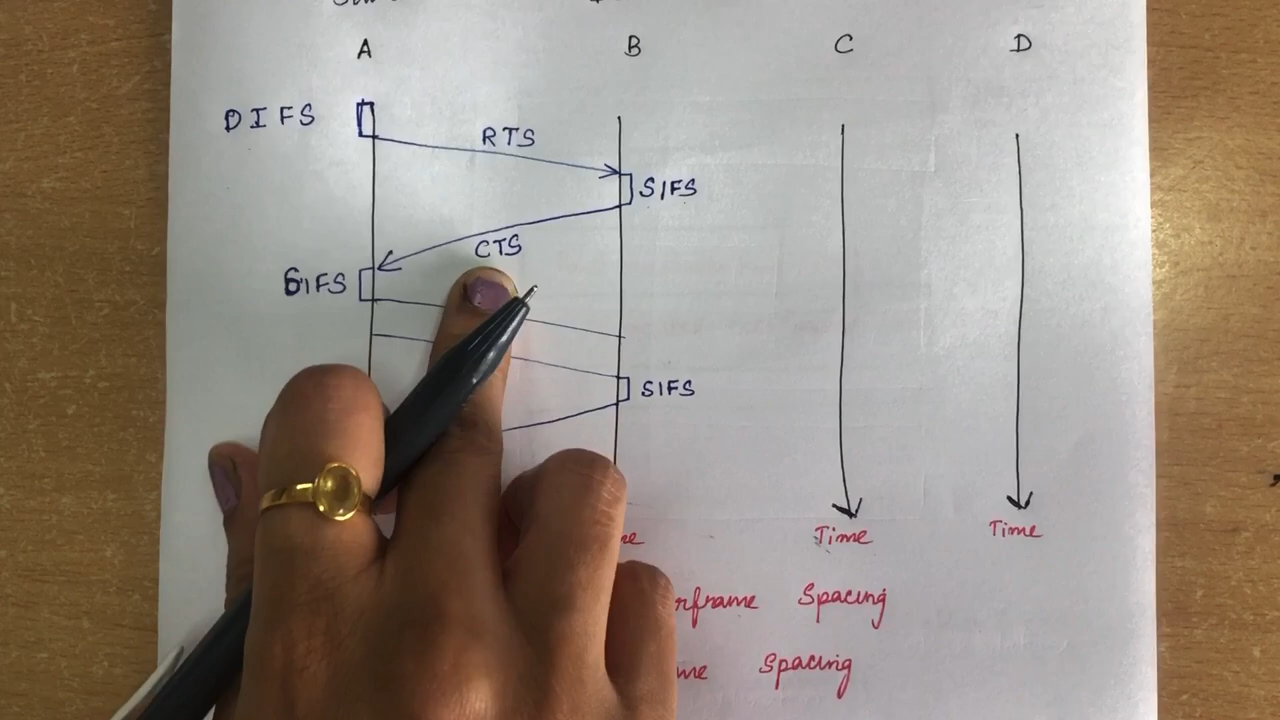 A B C D
DIFS
RTS
SIFS
CTS
SIFS
SIFS
Time Time
Spacing
Spacing